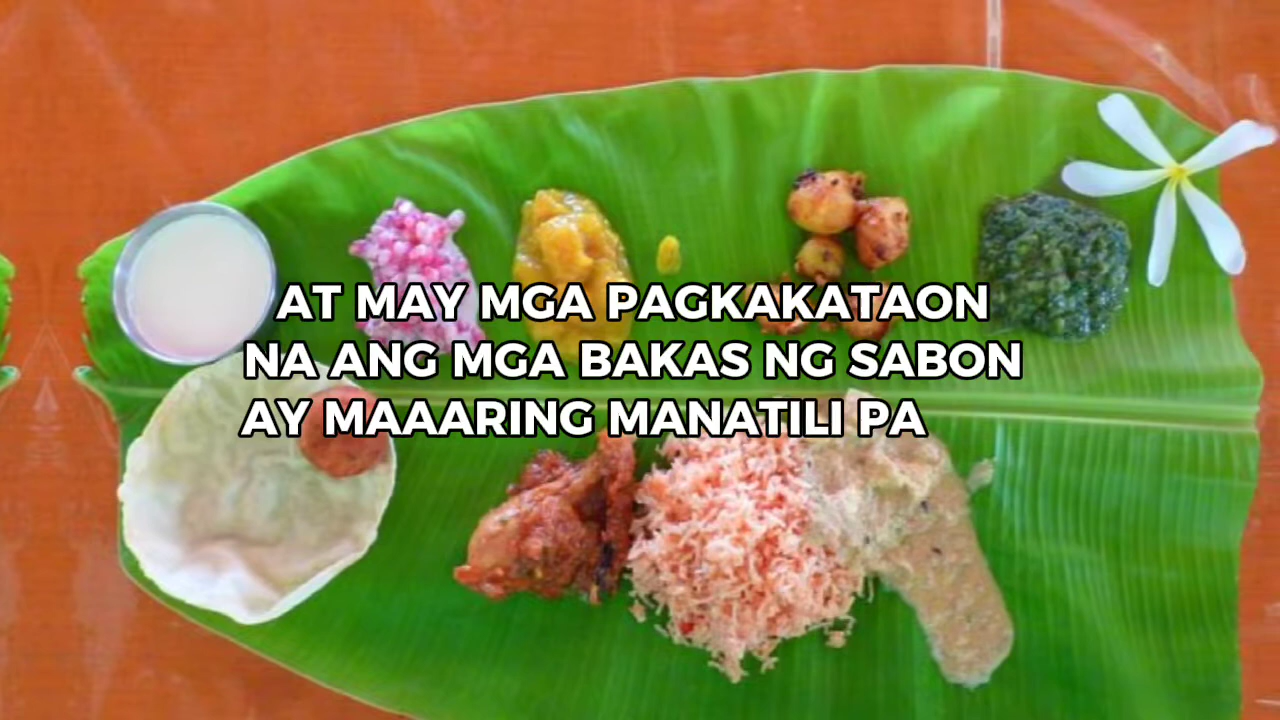 AT MAY MGA PAGKAKATAON
NA ANG MGA BAKAS NG SABON
AY MAAARING MANATILI PA